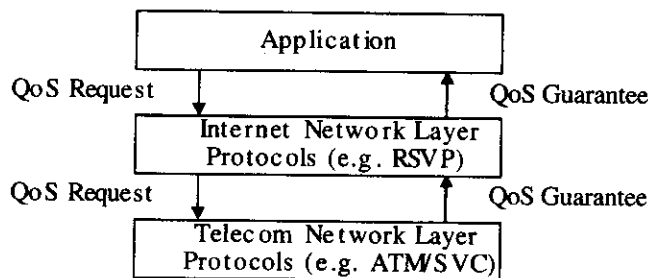 Application
QoS Request
QoS Guarantee
Internet Network Layer
Protocols (e.g. RSVP)
QoS Request
QoS Guarantee
Telecom Network Layer
Protocols (e.g. ATM/SVC)